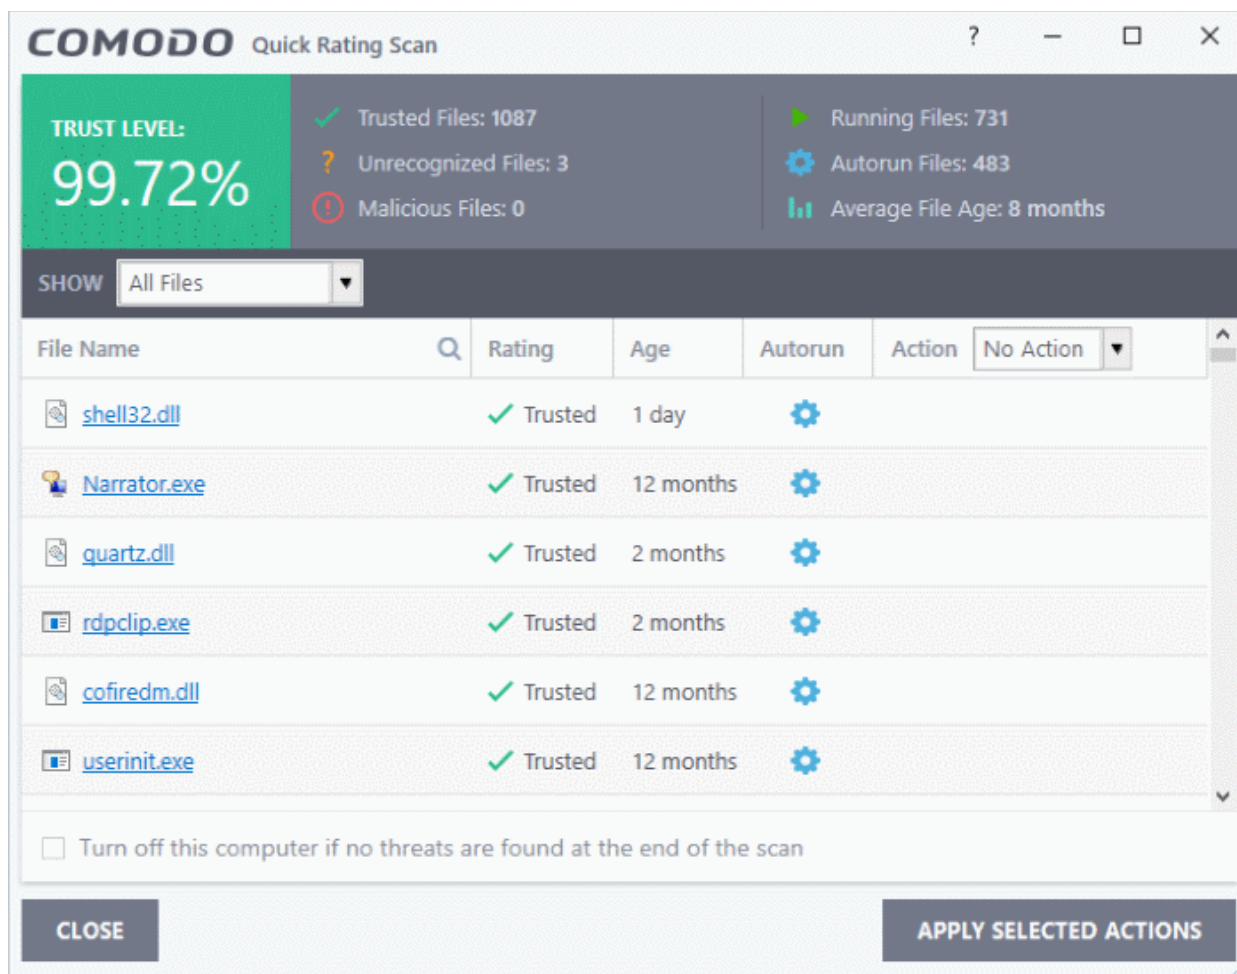 COMODO Quick Rating Scan
?
TRUST LEVEL:
99.72%
Trusted Files: 1087
? Unrecognized Files: 3
Malicious Files: 0
Running Files: 731
Autorun Files: 483
Average File Age: 8 months
SHOW All Files
File Name Rating Age Autorun Action No Action
shell32.dll Trusted 1 day
Narrator.exe Trusted 12 months
quartz.dll Trusted 2 months
rdpclip.exe Trusted 2 months
cofiredm.dll Trusted 12 months
userinit.exe Trusted 12 months
Turn off this computer if no threats are found at the end of the scan
CLOSE APPLY SELECTED ACTIONS